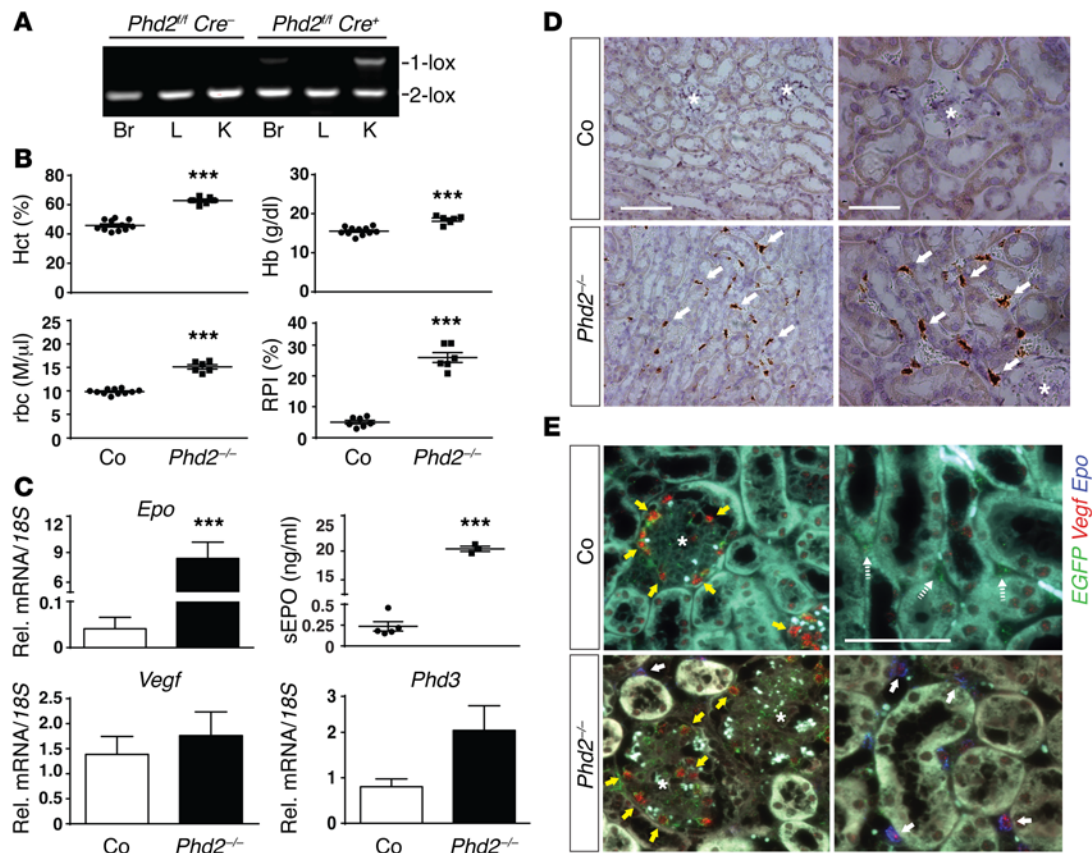 A
Phd2f/f Cre– Phd2f/f Cre+
-1-lox
-2-lox
Br L K Br L K
B
Hct (%)
80
60
40
20
0
***
Hb (g/dl)
30
20
10
0
***
rbc (M/µl)
25
20
15
10
5
0
***
RPI (%)
40
30
20
10
0
***
Co Phd2–/– Co Phd2–/–
C
Epo
Rel. mRNA/18S
12
9
6
0.1
0
***
sEPO (ng/ml)
30
20
0.50
0.25
0
***
Vegf
Rel. mRNA/18S
2.5
2.0
1.5
1.0
0.5
0.0
Phd3
Rel. mRNA/18S
3
2
1
0
Co Phd2–/– Co Phd2–/–
D
Co
* * *
Phd2–/–
*
E
Co
*
Phd2–/–
* *
EGFP Vegf Epo